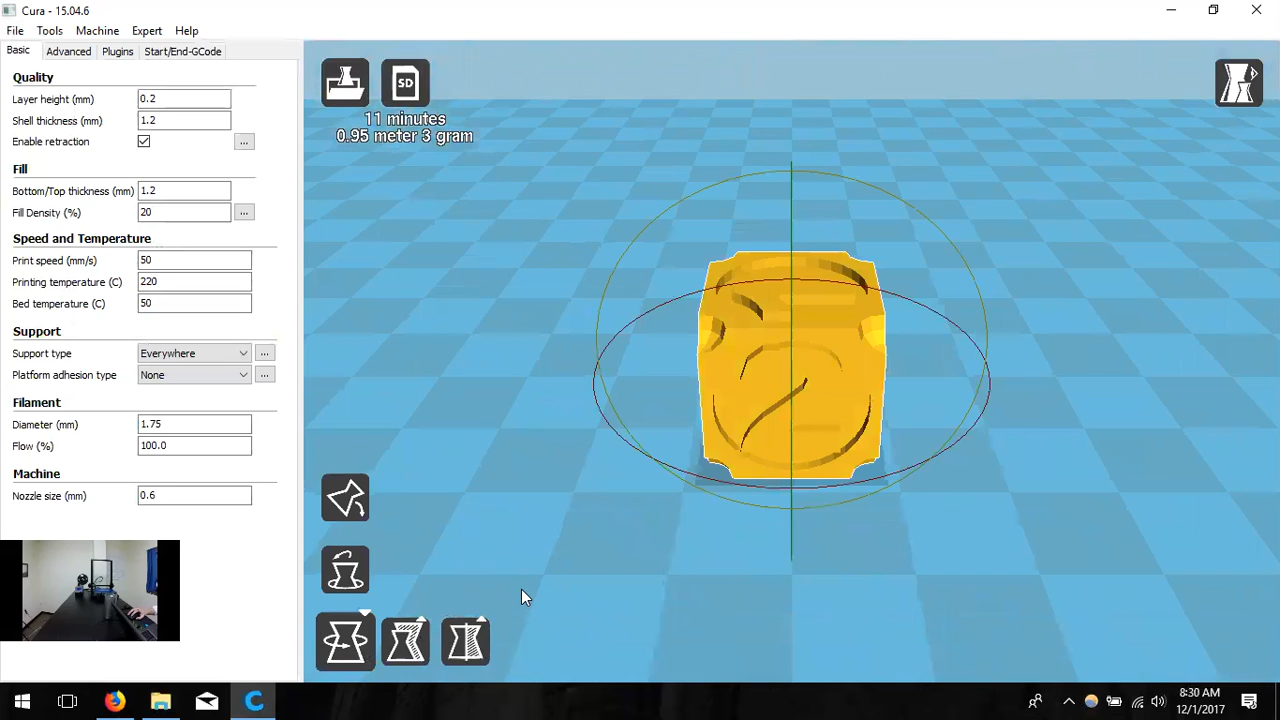 Cura - 15.04.6
File Tools Machine Expert Help
Basic Advanced Plugins Start/End-GCode
Quality
Layer height (mm) 0.2
Shell thickness (mm) 1.2
Enable retraction ...
Fill
Bottom/Top thickness (mm) 1.2
Fill Density (%) 20 ...
Speed and Temperature
Print speed (mm/s) 50
Printing temperature (C) 220
Bed temperature (C) 50
Support
Support type Everywhere ...
Platform adhesion type None ...
Filament
Diameter (mm) 1.75
Flow (%) 100.0
Machine
Nozzle size (mm) 0.6
SD
11 minutes
0.95 meter 3 gram
8:30 AM
12/1/2017